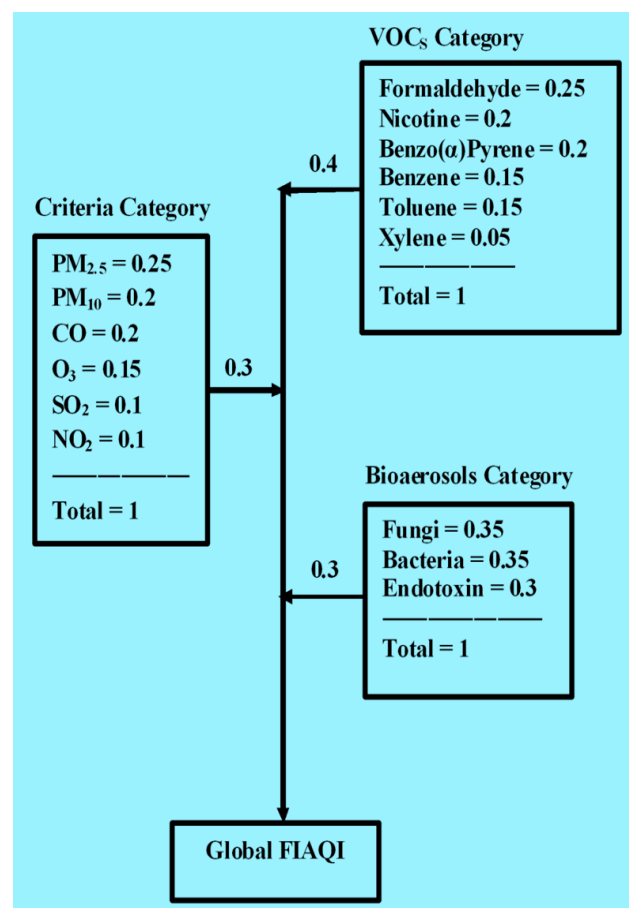 VOCₛ Category
Formaldehyde = 0.25
Nicotine = 0.2
Benzo(α)Pyrene = 0.2
Benzene = 0.15
Toluene = 0.15
Xylene = 0.05
Total = 1
0.4
Criteria Category
PM₂.₅ = 0.25
PM₁₀ = 0.2
CO = 0.2
O₃ = 0.15
SO₂ = 0.1
NO₂ = 0.1
Total = 1
0.3
Bioaerosols Category
Fungi = 0.35
Bacteria = 0.35
Endotoxin = 0.3
Total = 1
0.3
Global FIAQI